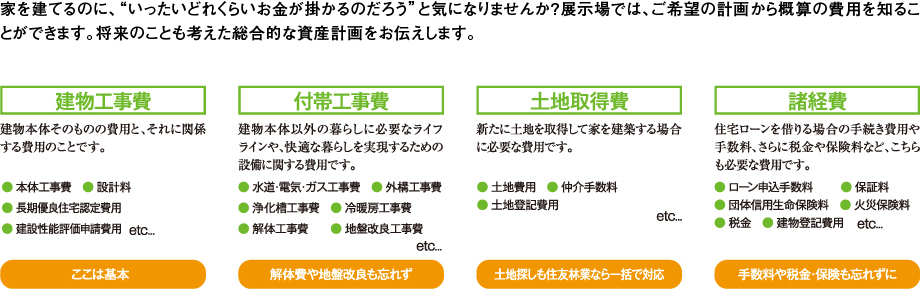 家を建てるのに、“いったいどれくらいお金が掛かるのだろう”と気になりませんか?展示場では、ご希望の計画から概算の費用を知るこ
とができます。将来のことも考えた総合的な資産計画をお伝えします。
建物工事費
建物本体そのものの費用と、それに関係
する費用のことです。
● 本体工事費 ● 設計料
● 長期優良住宅認定費用
● 建設性能評価申請費用 etc...
ここは基本
付帯工事費
建物本体以外の暮らしに必要なライフ
ラインや、快適な暮らしを実現するための
設備に関する費用です。
● 水道・電気・ガス工事費 ● 外構工事費
● 浄化槽工事費 ● 冷暖房工事費
● 解体工事費 ● 地盤改良工事費
etc...
解体費や地盤改良も忘れず
土地取得費
新たに土地を取得して家を建築する場合
に必要な費用です。
● 土地費用 ● 仲介手数料
● 土地登記費用
etc...
土地探しも住友林業なら一括で対応
諸経費
住宅ローンを借りる場合の手続き費用や
手数料、さらに税金や保険料など、こちら
も必要な費用です。
● ローン申込手数料 ● 保証料
● 団体信用生命保険料 ● 火災保険料
● 税金 ● 建物登記費用 etc...
手数料や税金・保険も忘れずに